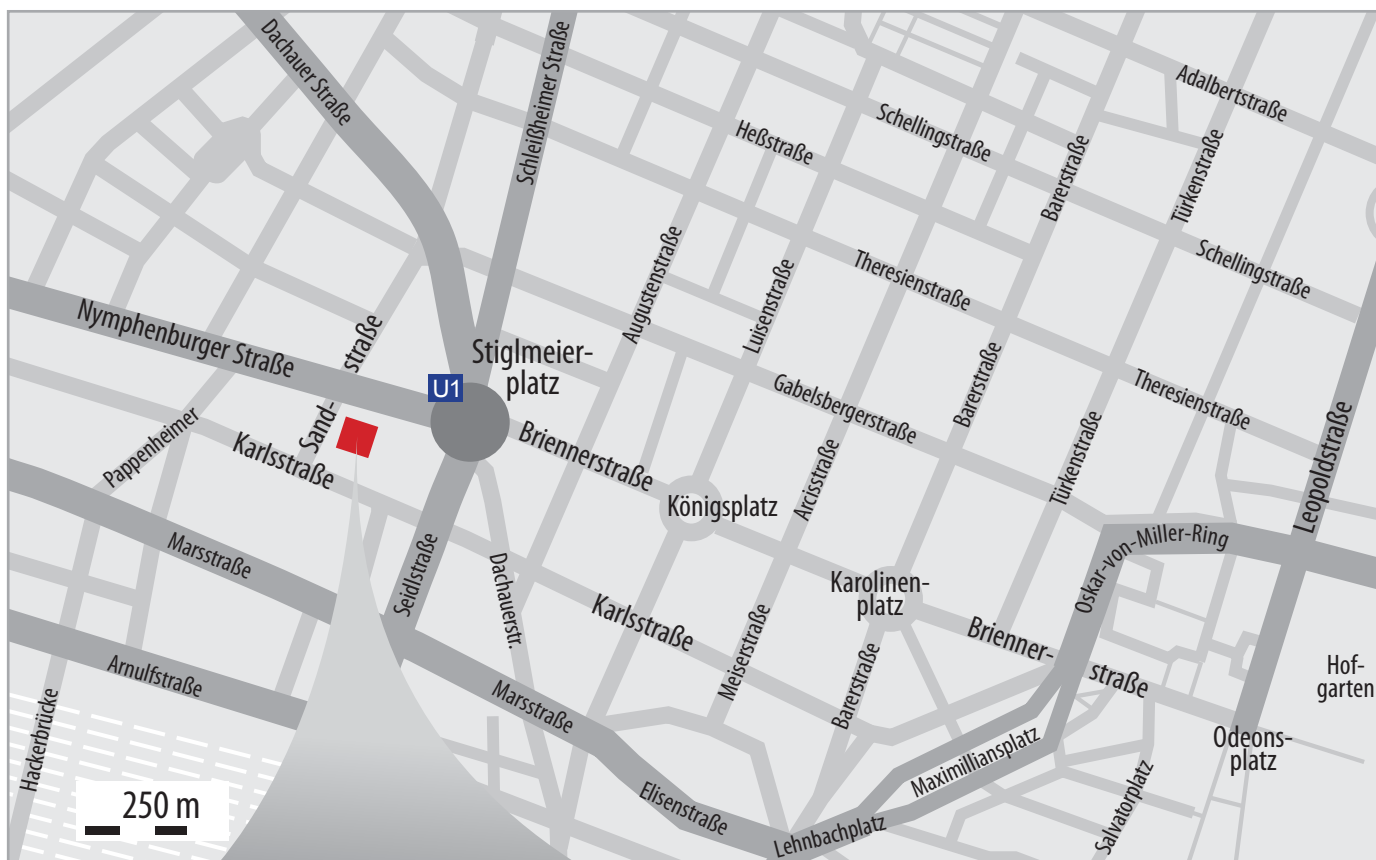 Dachauer Straße
Schleißheimer Straße
Adalbertstraße
Schellingstraße
Heßstraße
Barerstraße
Türkenstraße
Schellingstraße
Theresienstraße
Augustenstraße
Luisenstraße
Nymphenburger Straße
Sand-
straße
Stiglmeier-
platz
U1
Gabelsbergerstraße
Barerstraße
Theresienstraße
Leopoldstraße
Pappenheimer
Karlsstraße
Briennerstraße
Königsplatz
Arcisstraße
Türkenstraße
Marsstraße
Seidlstraße
Dachauerstr.
Karlsstraße
Meiserstraße
Karolinen-
platz
Barerstraße
Brienner-
straße
Oskar-von-Miller-Ring
Hof-
garten
Arnulfstraße
Hackerbrücke
Marsstraße
Elisenstraße
Lehnbachplatz
Maximilliansplatz
Salvatorplatz
Odeons-
platz
250 m